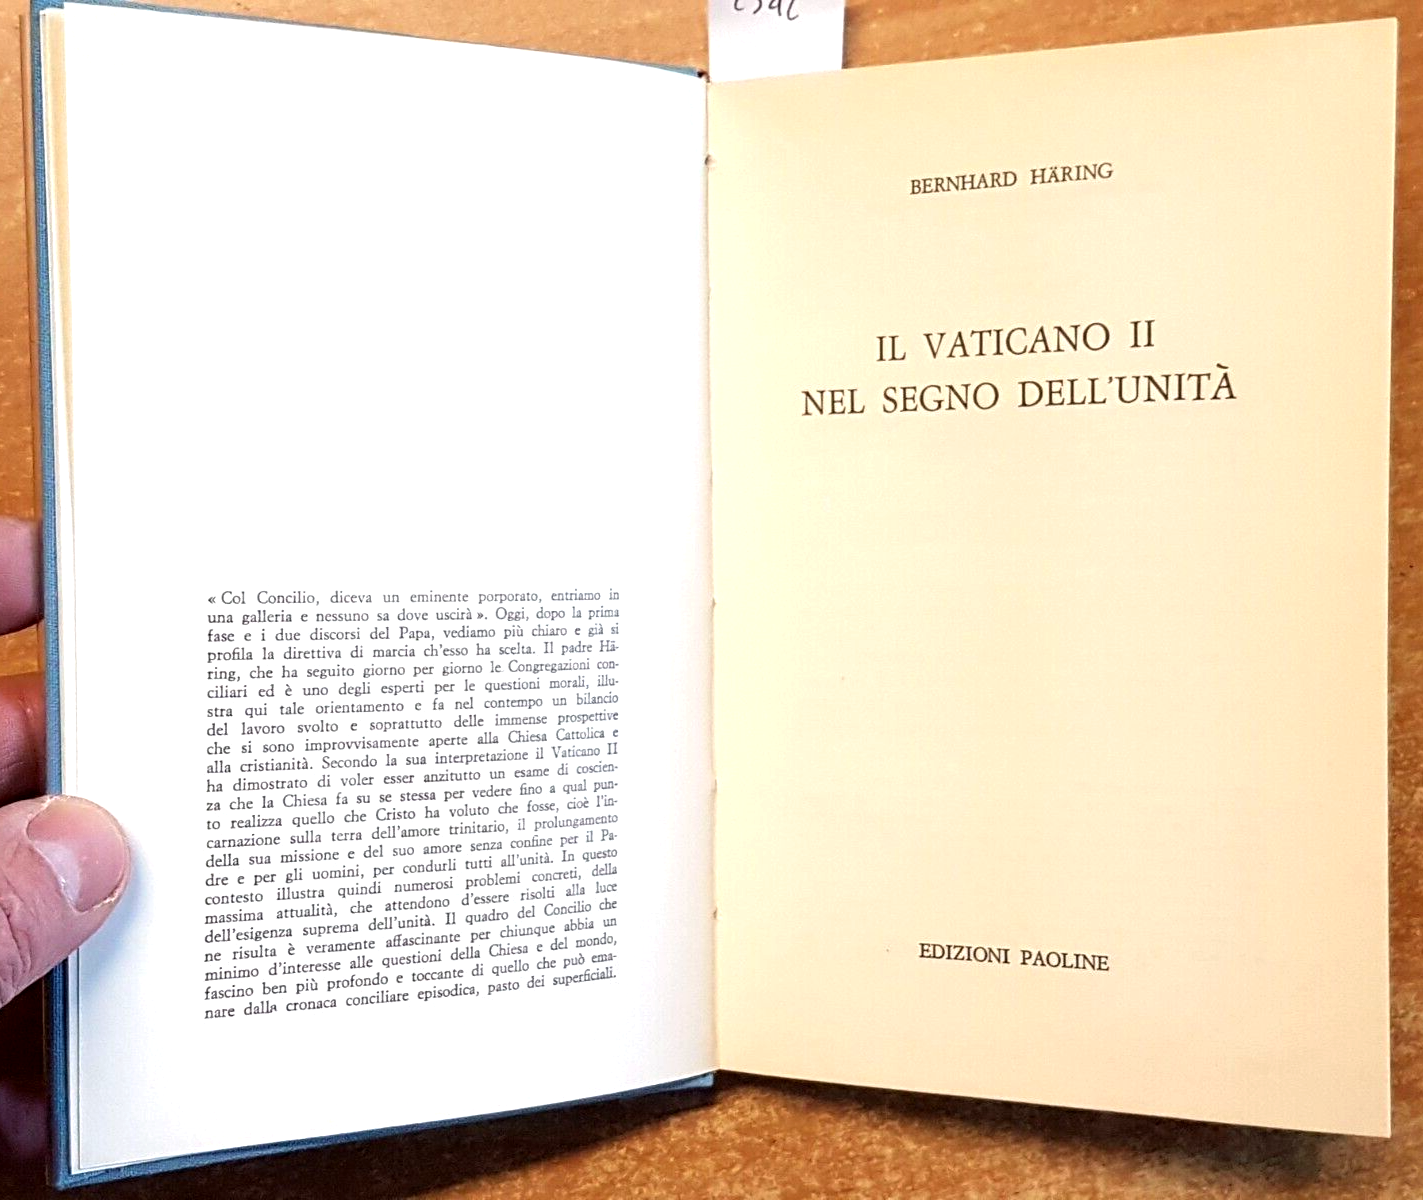 « Col Concilio, diceva un eminente porporato, entriamo in
una galleria e nessuno sa dove uscirà ». Oggi, dopo la prima
fase e i due discorsi del Papa, vediamo più chiaro e già si
profila la direttiva di marcia ch'esso ha scelta. Il padre Hä-
ring, che ha seguito giorno per giorno le Congregazioni con-
ciliari ed è uno degli esperti per le questioni morali, illu-
stra qui tale orientamento e fa nel contempo un bilancio
del lavoro svolto e soprattutto delle immense prospettive
che si sono improvvisamente aperte alla Chiesa Cattolica e
alla cristianità. Secondo la sua interpretazione il Vaticano II
ha dimostrato di voler esser anzitutto un esame di coscien-
za che la Chiesa fa su se stessa per vedere fino a qual pun-
to realizza quello che Cristo ha voluto che fosse, cioè l'in-
carnazione sulla terra dell'amore trinitario, il prolungamento
della sua missione e del suo amore senza confine per il Pa-
dre e per gli uomini, per condurli tutti all'unità. In questo
contesto illustra quindi numerosi problemi concreti, della
massima attualità, che attendono d'essere risolti alla luce
dell'esigenza suprema dell'unità. Il quadro del Concilio che
ne risulta è veramente affascinante per chiunque abbia un
minimo d'interesse alle questioni della Chiesa e del mondo,
fascino ben più profondo e toccante di quello che può ema-
nare dalla cronaca conciliare episodica, pasto dei superficiali.
BERNHARD HÄRING
IL VATICANO II
NEL SEGNO DELL'UNITÀ
EDIZIONI PAOLINE